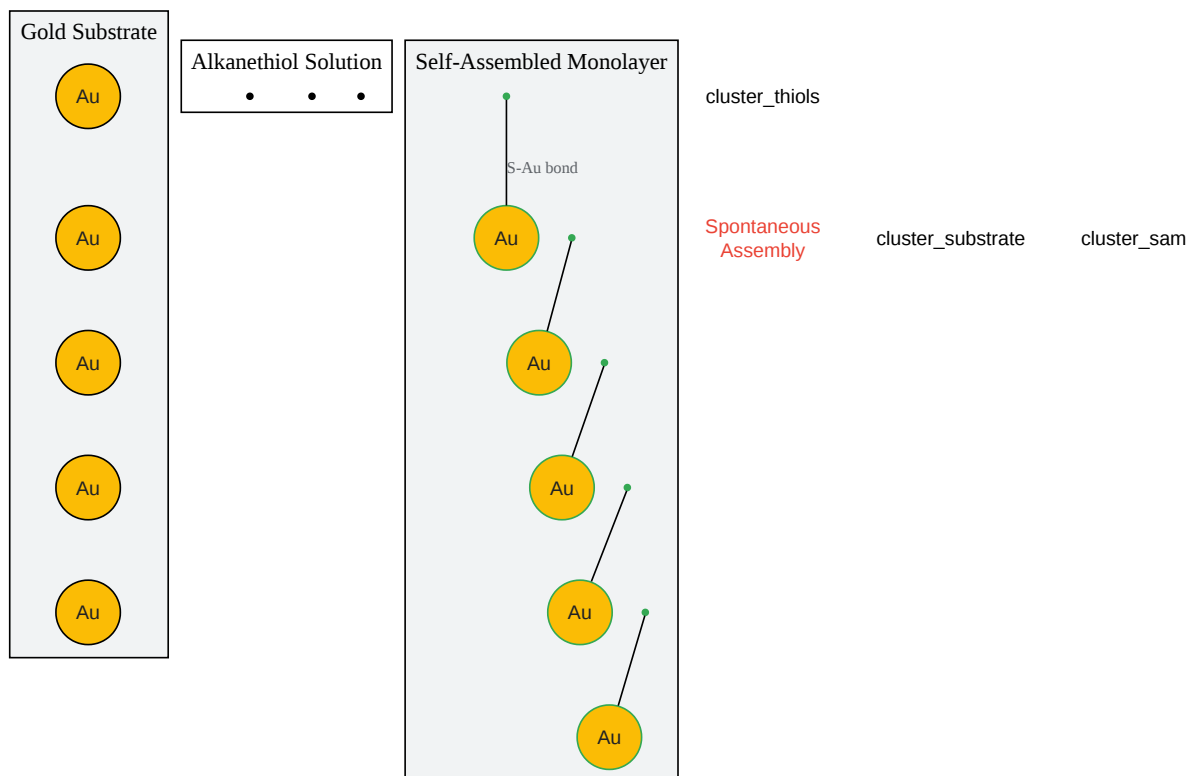 Gold Substrate
Au
Au
Au
Au
Au
Alkanethiol Solution
Self-Assembled Monolayer
S-Au bond
Au
Au
Au
Au
Au
cluster_thiols
Spontaneous
Assembly
cluster_substrate
cluster_sam